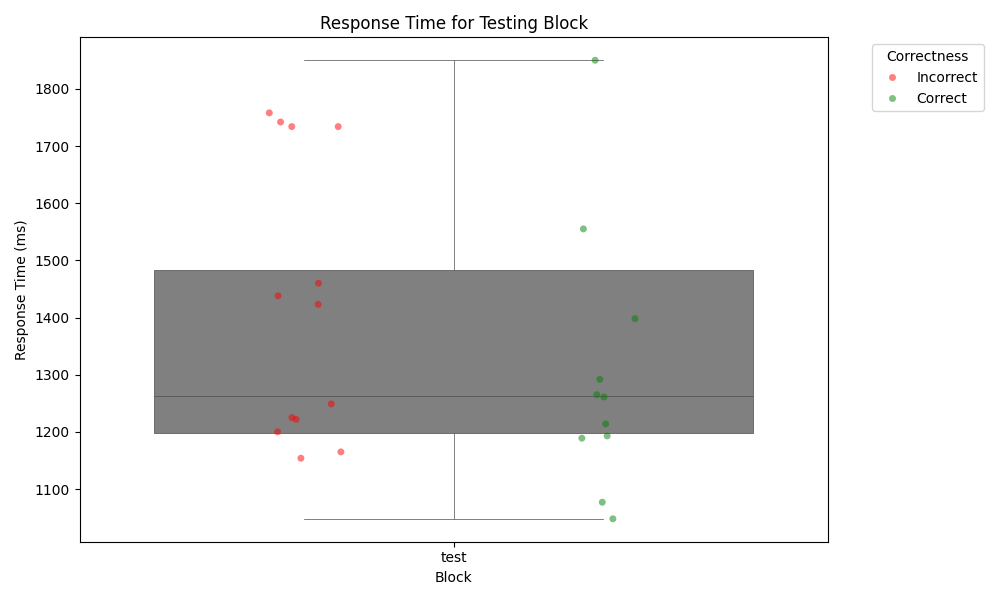 Response Time for Testing Block
Correctness
Incorrect
Correct
Response Time (ms)
1800
1700
1600
1500
1400
1300
1200
1100
test
Block